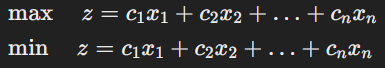 max z = c₁x₁ + c₂x₂ + … + cₙxₙ
min z = c₁x₁ + c₂x₂ + … + cₙxₙ